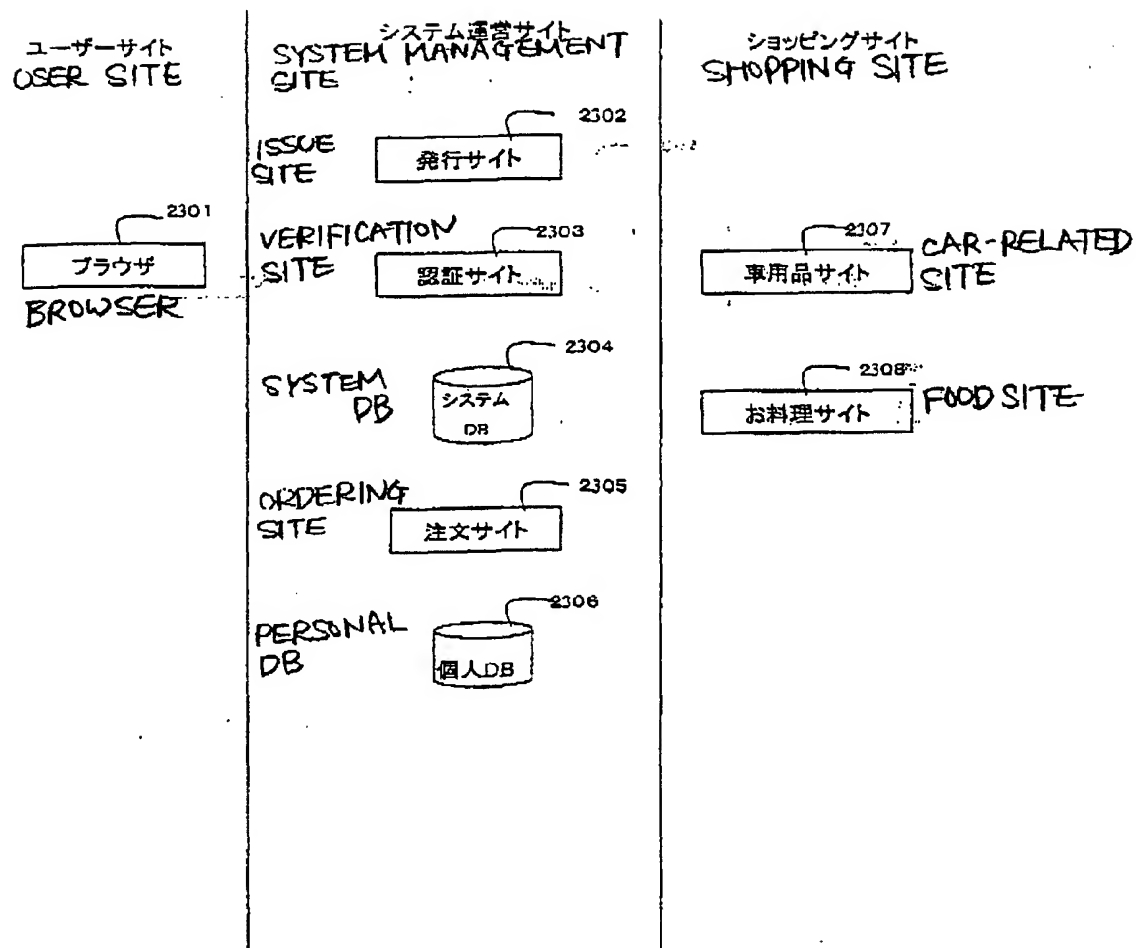 ユーザーサイト
USER SITE
システム運営サイト
SYSTEM MANAGEMENT
SITE
ショッピングサイト
SHOPPING SITE
2302
ISSUE
SITE
発行サイト
2301
ブラウザ
BROWSER
VERIFICATION
SITE
2303
認証サイト
2307
車用品サイト
CAR-RELATED
SITE
2304
SYSTEM
DB
システム
DB
2308
お料理サイト
FOOD SITE
2305
ORDERING
SITE
注文サイト
2306
PERSONAL
DB
個人DB